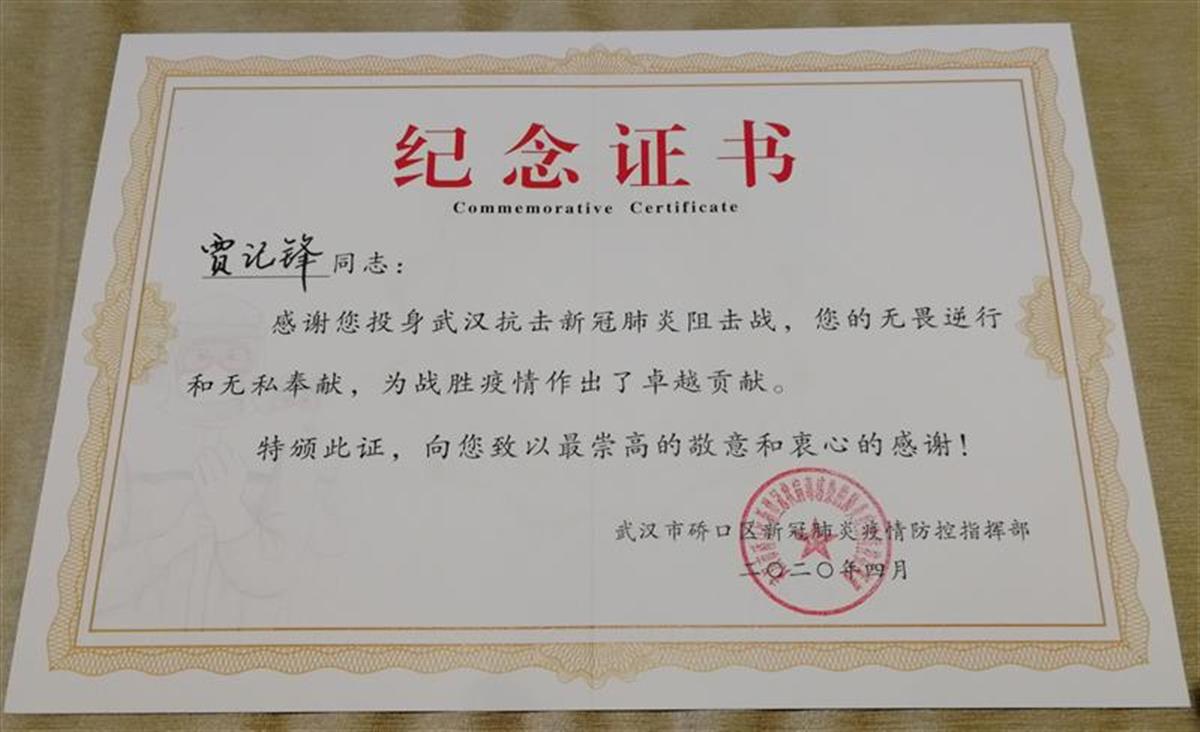 纪念证书
Commemorative Certificate
贾记锋同志：
感谢您投身武汉抗击新冠肺炎阻击战，您的无畏逆行
和无私奉献，为战胜疫情作出了卓越贡献。
特颁此证，向您致以最崇高的敬意和衷心的感谢！
武汉市硚口区新冠肺炎疫情防控指挥部
二〇二〇年四月